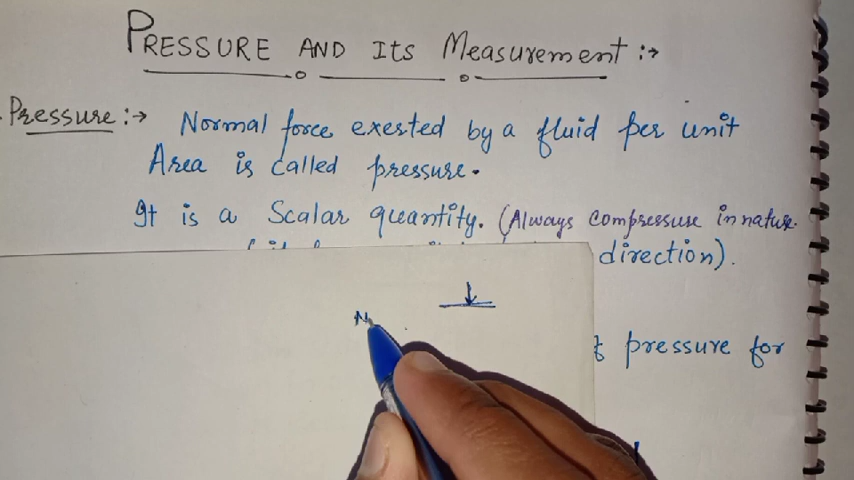 PRESSURE AND Its Measurement :→
Pressure :→ Normal force exested by a fluid per unit
Area is called pressure.
It is a Scalar quantity. (Always compressure in nature.
direction).
pressure for
N